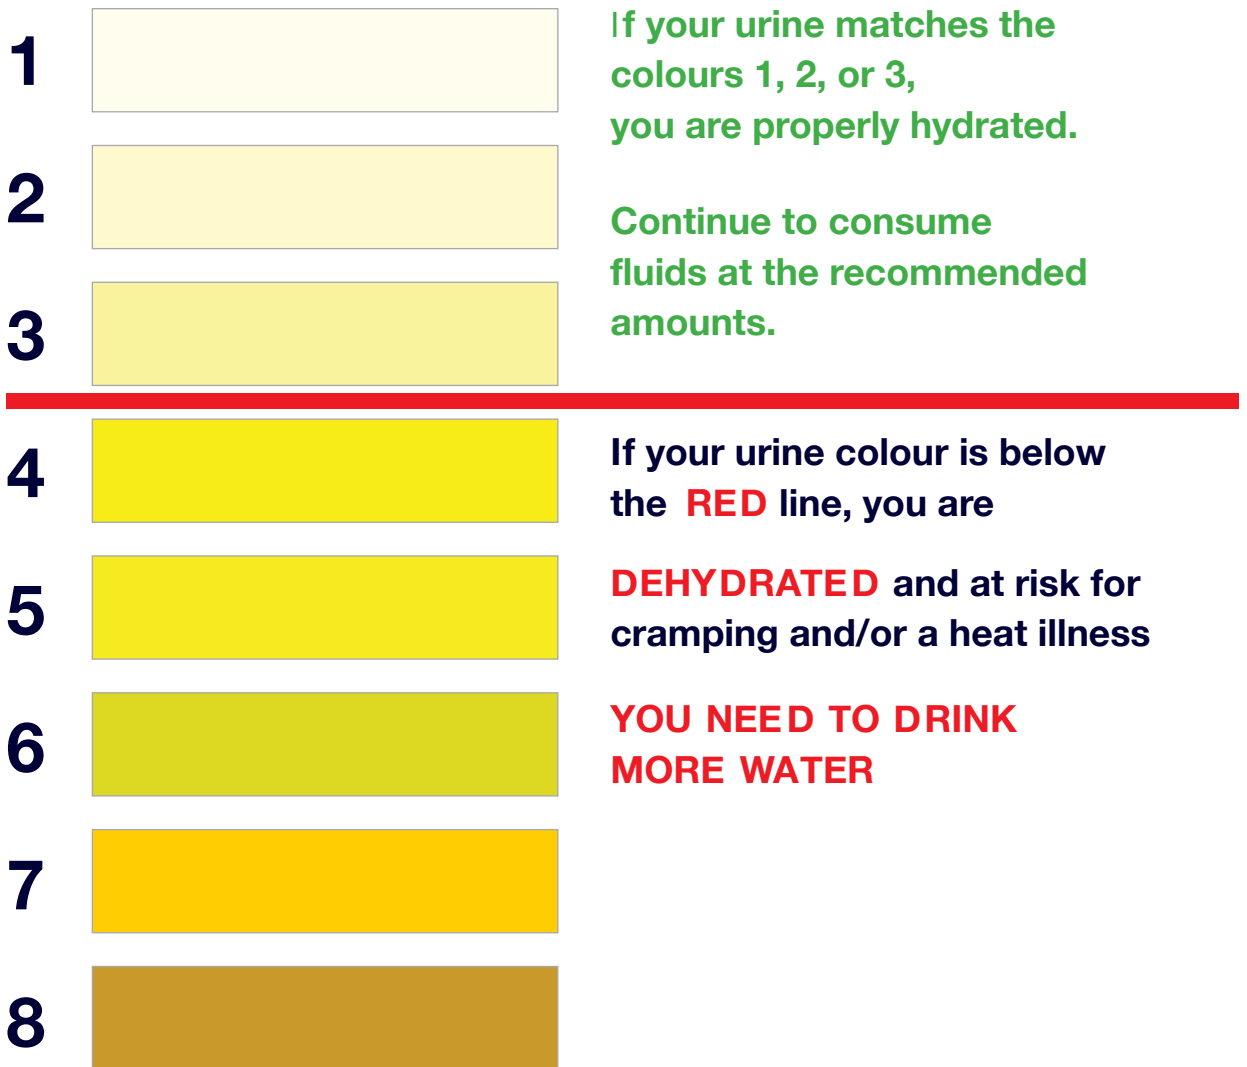 1
If your urine matches the
colours 1, 2, or 3,
you are properly hydrated.
2
Continue to consume
fluids at the recommended
amounts.
3
4
If your urine colour is below
the RED line, you are
5
DEHYDRATED and at risk for
cramping and/or a heat illness
6
YOU NEED TO DRINK
MORE WATER
7
8